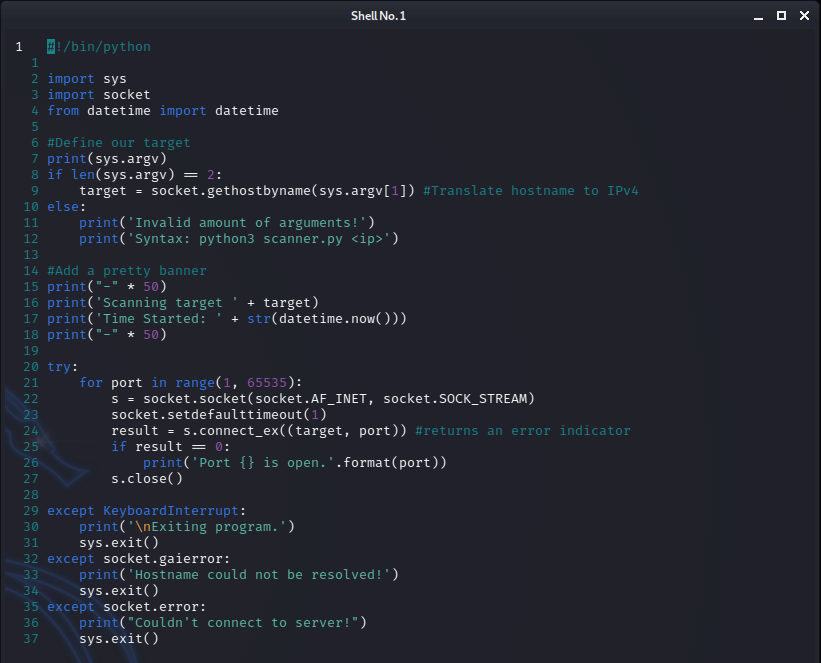 Shell No. 1
1 #!/bin/python
1
2 import sys
3 import socket
4 from datetime import datetime
5
6 #Define our target
7 print(sys.argv)
8 if len(sys.argv) == 2:
9     target = socket.gethostbyname(sys.argv[1]) #Translate hostname to IPv4
10 else:
11     print('Invalid amount of arguments!')
12     print('Syntax: python3 scanner.py <ip>')
13
14 #Add a pretty banner
15 print("-" * 50)
16 print('Scanning target ' + target)
17 print('Time Started: ' + str(datetime.now()))
18 print("-" * 50)
19
20 try:
21     for port in range(1, 65535):
22         s = socket.socket(socket.AF_INET, socket.SOCK_STREAM)
23         socket.setdefaulttimeout(1)
24         result = s.connect_ex((target, port)) #returns an error indicator
25         if result == 0:
26             print('Port {} is open.'.format(port))
27         s.close()
28
29 except KeyboardInterrupt:
30     print('\nExiting program.')
31     sys.exit()
32 except socket.gaierror:
33     print('Hostname could not be resolved!')
34     sys.exit()
35 except socket.error:
36     print("Couldn't connect to server!")
37     sys.exit()